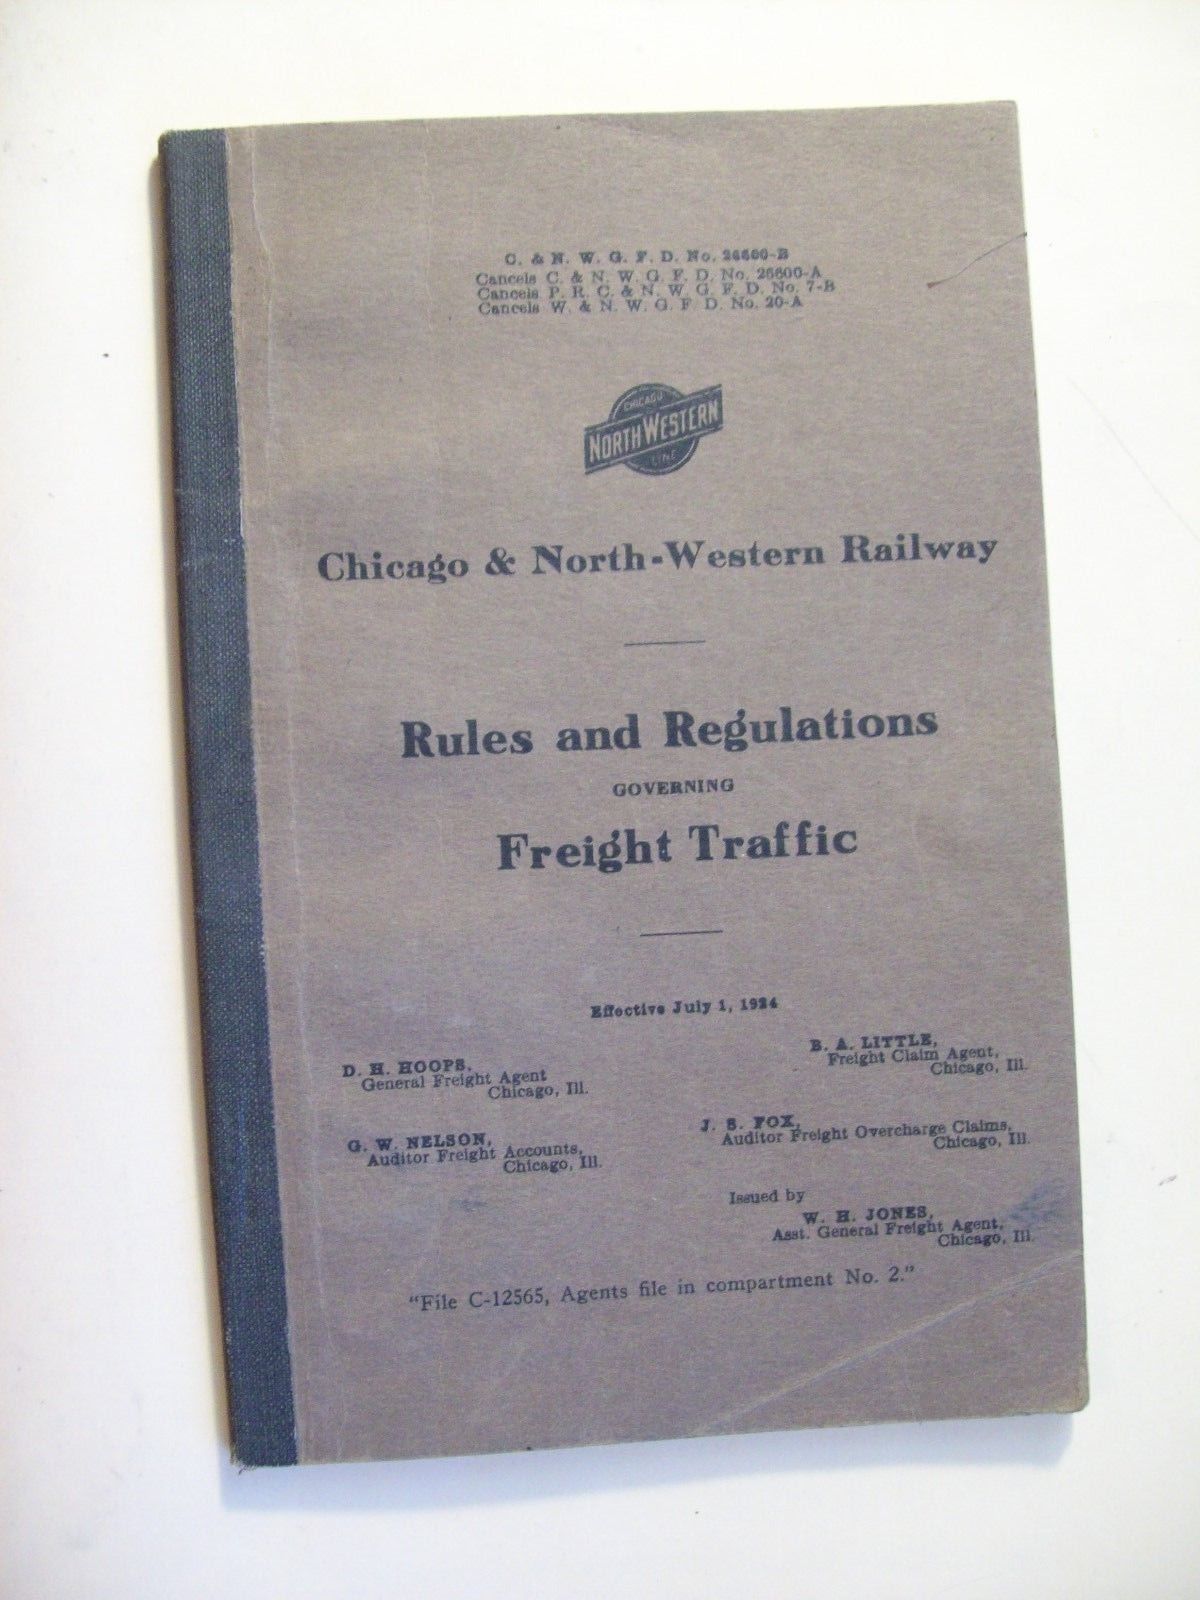 C. & N. W. G. F. D. No. 26600-B
Cancels C. & N. W. G. F. D. No. 26600-A
Cancels P. R. C. & N. W. G. F. D. No. 7-B
Cancels W. & N. W. G. F D. No. 20-A
CHICAGO
NORTH WESTERN
LINE
Chicago & North-Western Railway
Rules and Regulations
GOVERNING
Freight Traffic
Effective July 1, 1924
D. H. HOOPS,
General Freight Agent
Chicago, Ill.
B. A. LITTLE,
Freight Claim Agent,
Chicago, Ill.
G. W. NELSON,
Auditor Freight Accounts,
Chicago, Ill.
J. S. FOX,
Auditor Freight Overcharge Claims,
Chicago, Ill.
Issued by
W. H. JONES,
Asst. General Freight Agent,
Chicago, Ill.
"File C-12565, Agents file in compartment No. 2."